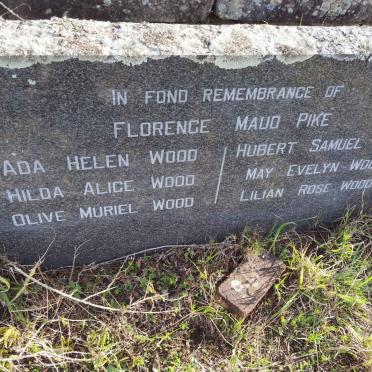 IN FOND REMEMBRANCE OF
FLORENCE MAUD PIKE
ADA HELEN WOOD
HILDA ALICE WOOD
OLIVE MURIEL WOOD
HUBERT SAMUEL
MAY EVELYN WOO
LILIAN ROSE WOOD